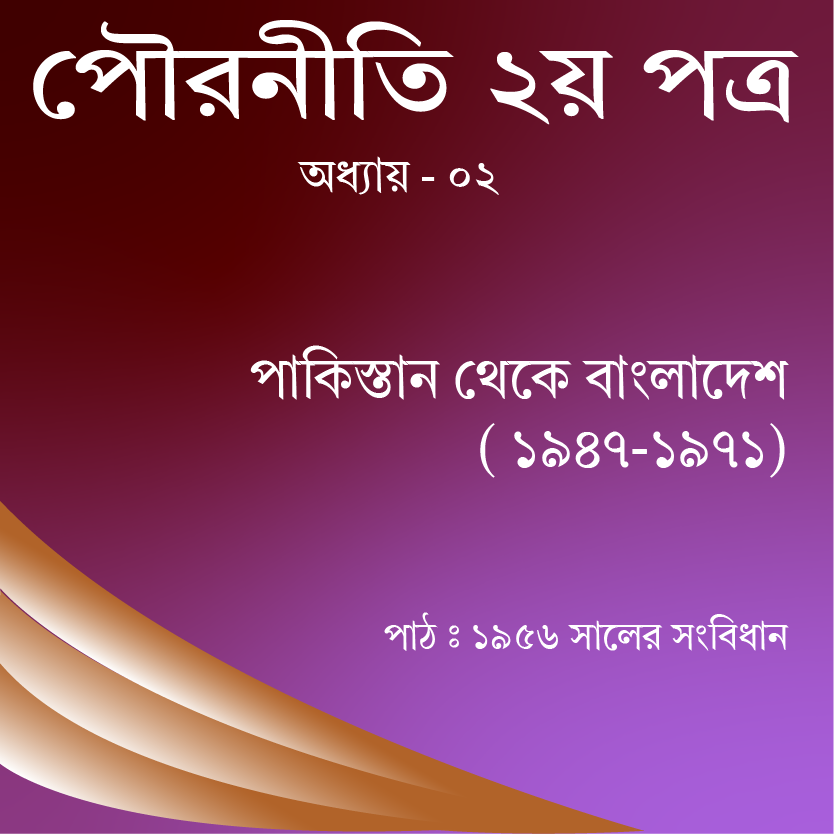 পৌরনীতি ২য় পত্র
অধ্যায় - ০২
পাকিস্তান থেকে বাংলাদেশ
( ১৯৪৭-১৯৭১)
পাঠ ঃ ১৯৫৬ সালের সংবিধান